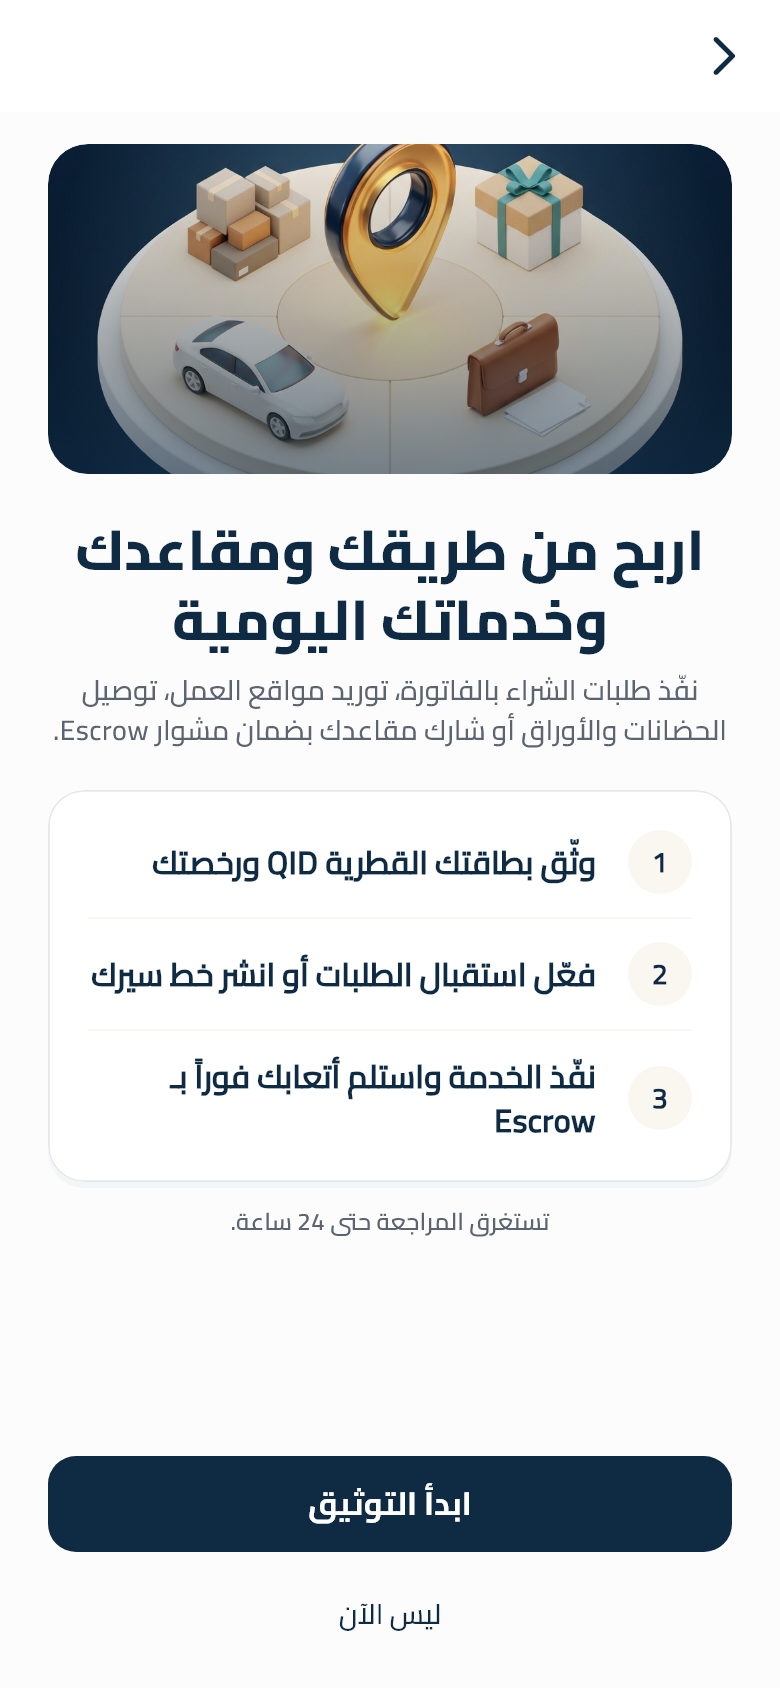 اربح من طريقك ومقاعدك
وخدماتك اليومية
نفّذ طلبات الشراء بالفاتورة، توريد مواقع العمل، توصيل
الحضانات والأوراق أو شارك مقاعدك بضمان مشوار Escrow.
1 وثّق بطاقتك القطرية QID ورخصتك
2 فعّل استقبال الطلبات أو انشر خط سيرك
3 نفّذ الخدمة واستلم أتعابك فوراً بـ
Escrow
تستغرق المراجعة حتى 24 ساعة.
ابدأ التوثيق
ليس الآن